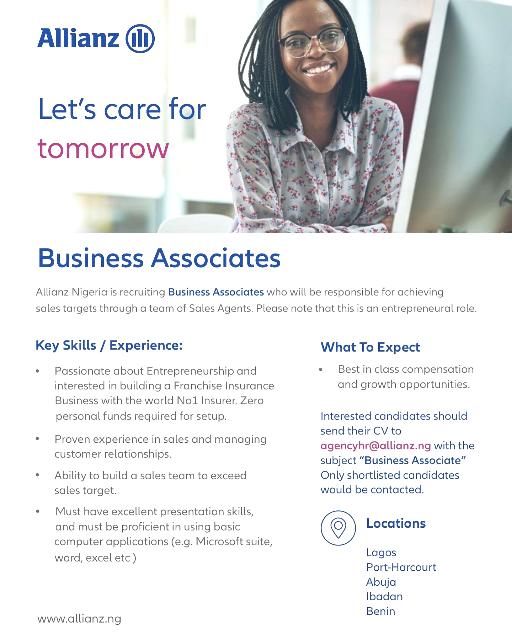 Allianz
Let's care for
tomorrow
Business Associates
Allianz Nigeria is recruiting Business Associates who will be responsible for achieving
sales targets through a team of Sales Agents. Please note that this is an entrepreneurial role.
Key Skills / Experience:
• Passionate about Entrepreneurship and
interested in building a Franchise Insurance
Business with the world No1 Insurer. Zero
personal funds required for setup.
• Proven experience in sales and managing
customer relationships.
• Ability to build a sales team to exceed
sales target.
• Must have excellent presentation skills,
and must be proficient in using basic
computer applications (e.g. Microsoft suite,
word, excel etc )
What To Expect
• Best in class compensation
and growth opportunities.
Interested candidates should
send their CV to
agencyhr@allianz.ng with the
subject "Business Associate"
Only shortlisted candidates
would be contacted.
Locations
Lagos
Port-Harcourt
Abuja
Ibadan
Benin
www.allianz.ng